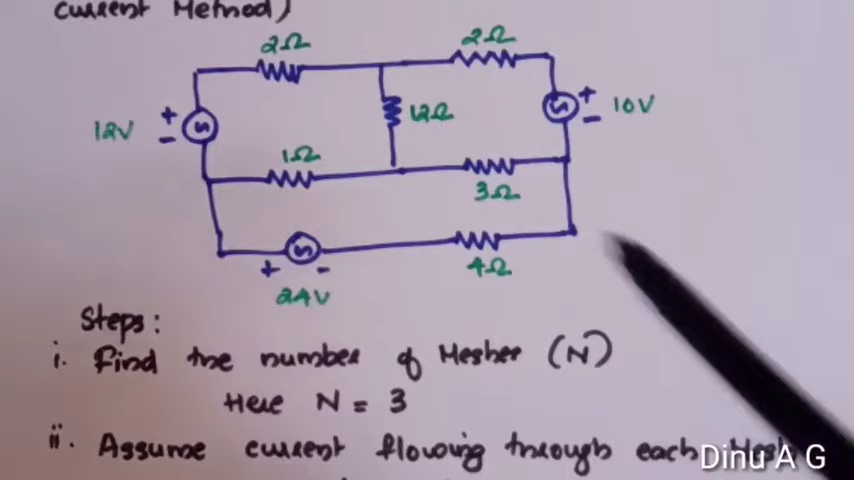 current Method)
2Ω 2Ω
12V + - 12Ω + - 10V
1Ω
3Ω
+ - 4Ω
24V
Steps:
i. Find the number of Meshes (N)
Here N = 3
ii. Assume current flowing through each Mesh
Dinu A G